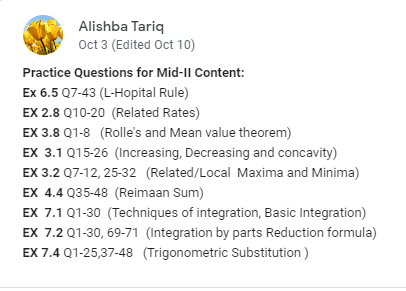 Alishba Tariq
Oct 3 (Edited Oct 10)
Practice Questions for Mid-II Content:
Ex 6.5 Q7-43 (L-Hopital Rule)
EX 2.8 Q10-20 (Related Rates)
EX 3.8 Q1-8 (Rolle's and Mean value theorem)
EX 3.1 Q15-26 (Increasing, Decreasing and concavity)
EX 3.2 Q7-12, 25-32 (Related/Local Maxima and Minima)
EX 4.4 Q35-48 (Reimaan Sum)
EX 7.1 Q1-30 (Techniques of integration, Basic Integration)
EX 7.2 Q1-30, 69-71 (Integration by parts Reduction formula)
EX 7.4 Q1-25,37-48 (Trigonometric Substitution )